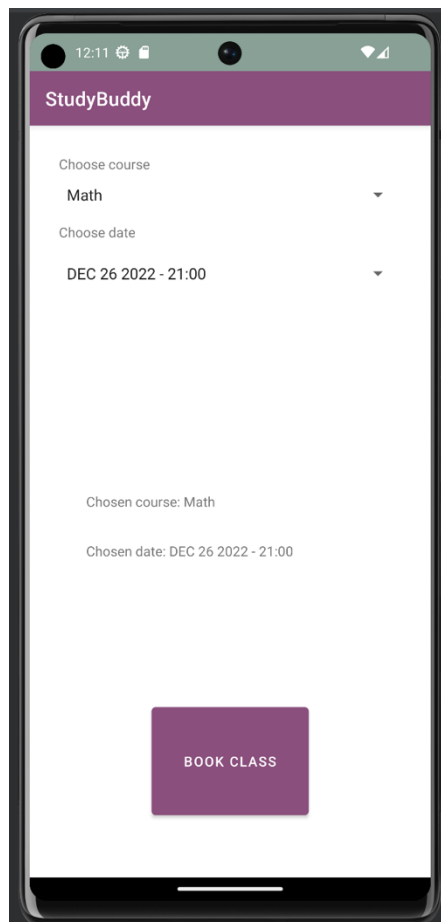 12:11
StudyBuddy
Choose course
Math
Choose date
DEC 26 2022 - 21:00
Chosen course: Math
Chosen date: DEC 26 2022 - 21:00
BOOK CLASS